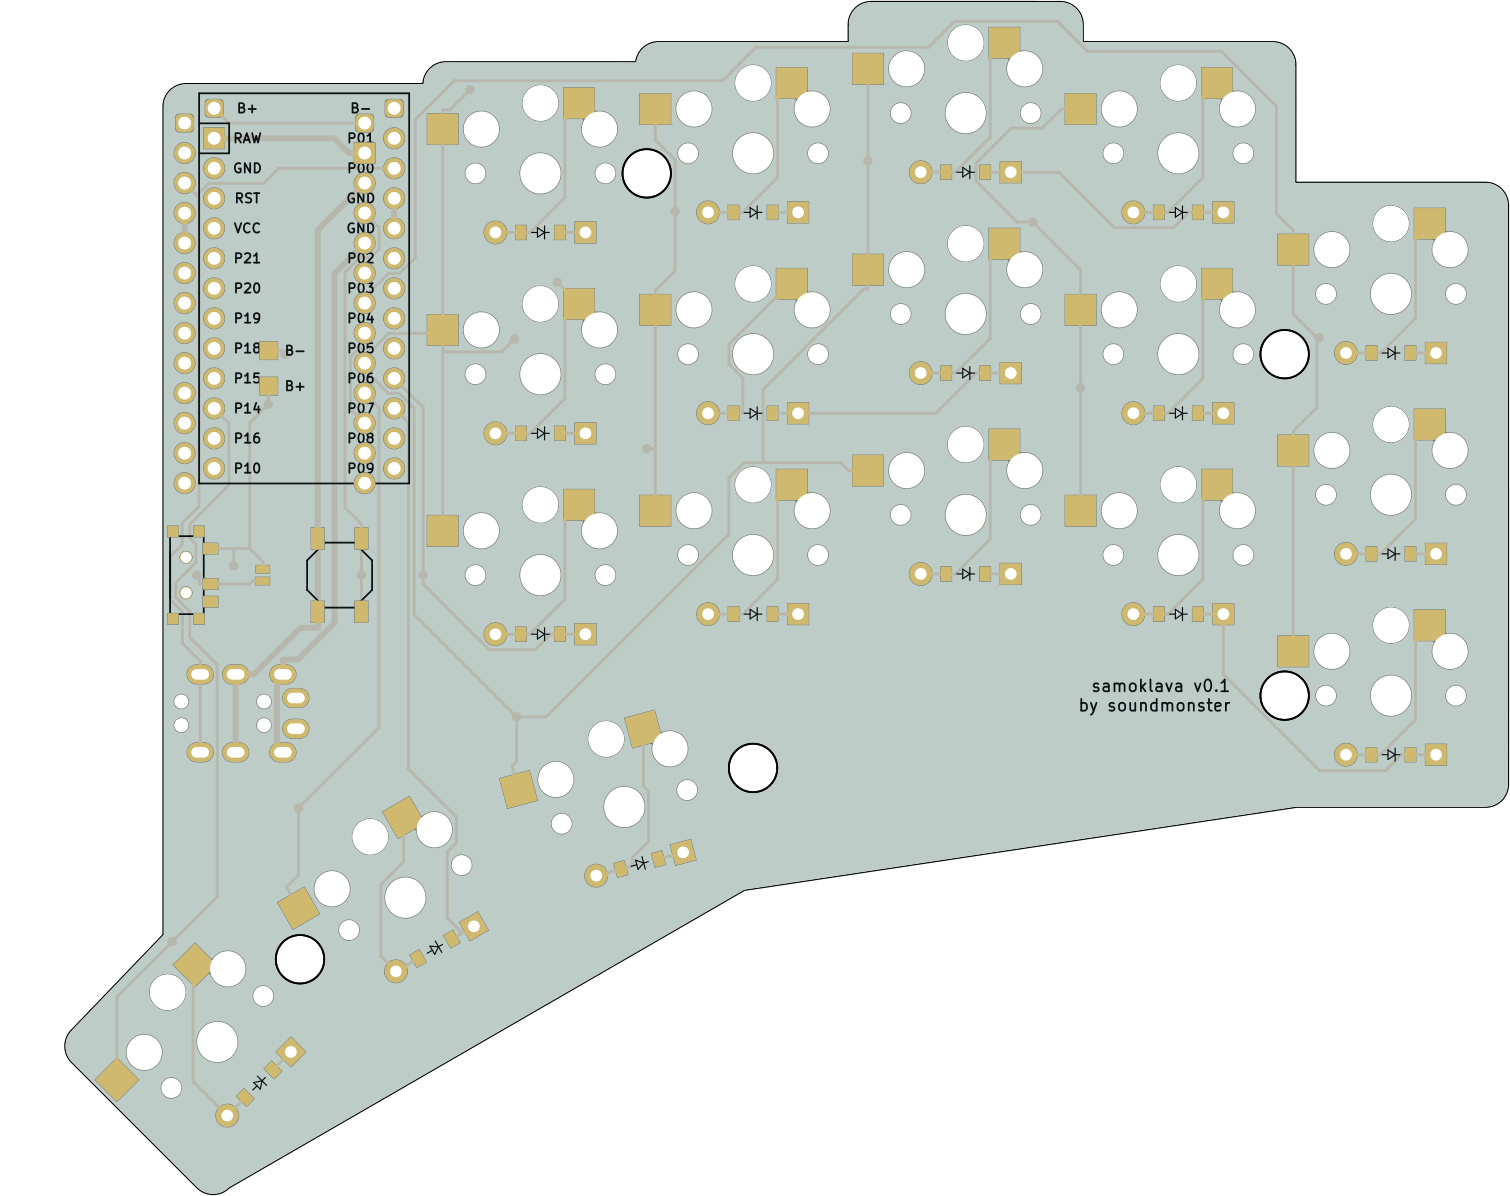 B+ B-
RAW P01
GND P00
RST GND
VCC GND
P21 P02
P20 P03
P19 P04
P18 P05
B-
P15 P06
B+
P14 P07
P16 P08
P10 P09
samoklava v0.1
by soundmonster